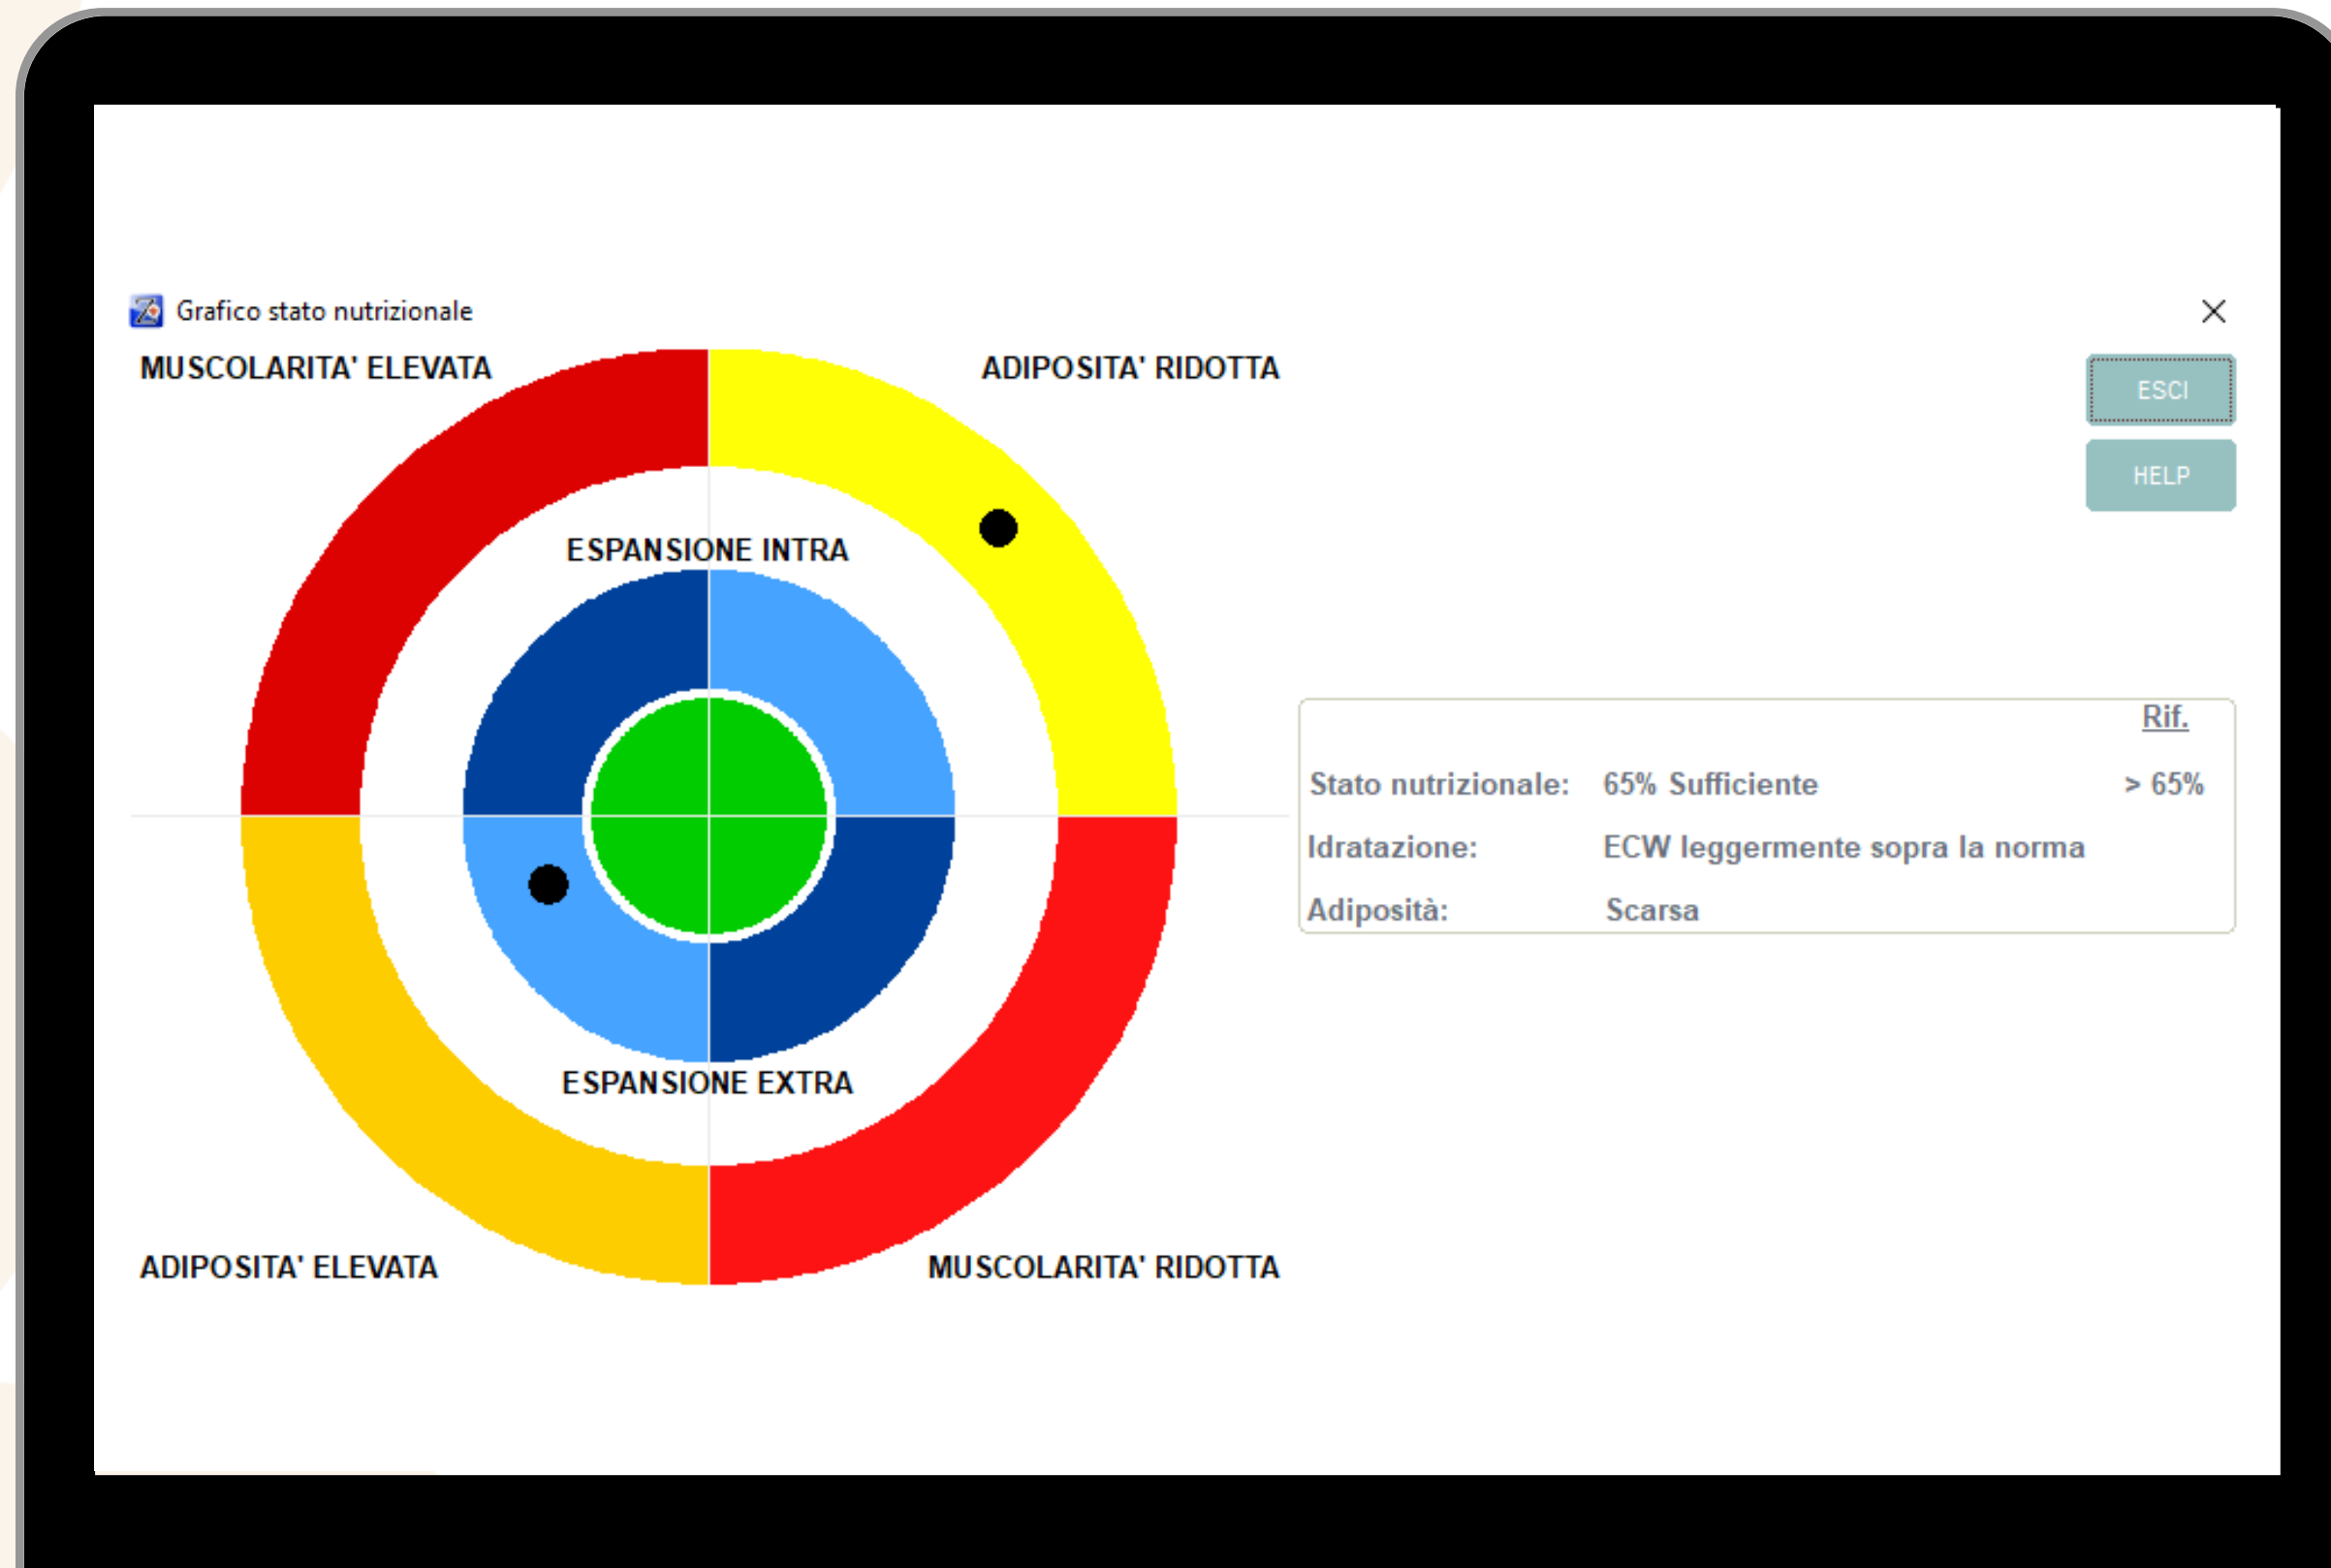 Grafico stato nutrizionale
MUSCOLARITA' ELEVATA
ADIPOSITA' RIDOTTA
ESCI
HELP
ESPANSIONE INTRA
ESPANSIONE EXTRA
ADIPOSITA' ELEVATA
MUSCOLARITA' RIDOTTA
Rif.
Stato nutrizionale: 65% Sufficiente > 65%
Idratazione: ECW leggermente sopra la norma
Adiposità: Scarsa